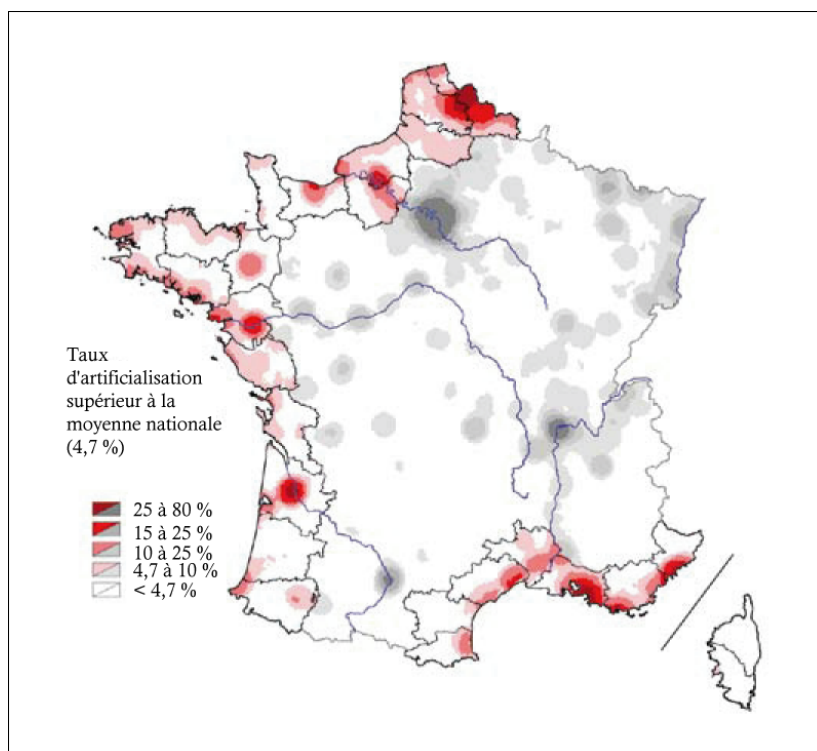 Taux
d'artificialisation
supérieur à la
moyenne nationale
(4,7 %)
25 à 80 %
15 à 25 %
10 à 25 %
4,7 à 10 %
< 4,7 %